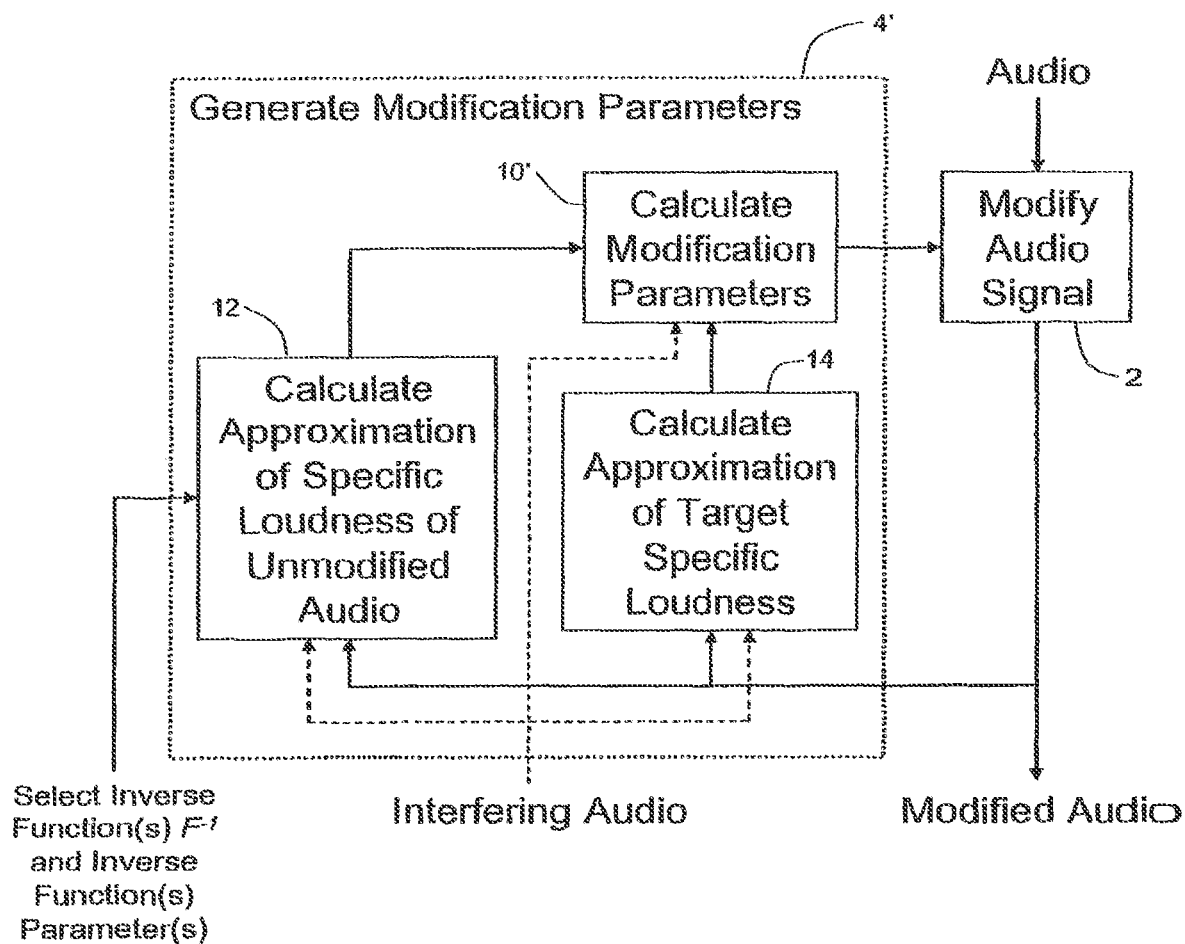 4'
Audio
Generate Modification Parameters
10'
Calculate
Modification
Parameters
Modify
Audio
Signal
2
12
Calculate
Approximation
of Specific
Loudness of
Unmodified
Audio
14
Calculate
Approximation
of Target
Specific
Loudness
Select Inverse
Function(s) F⁻¹
and Inverse
Function(s)
Parameter(s)
Interfering Audio
Modified Audio